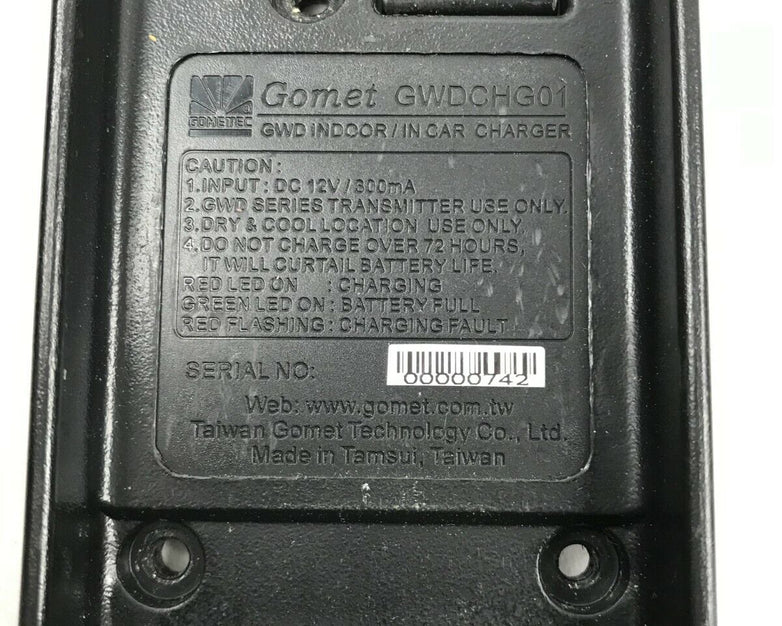 GOMETEC
Gomet GWDCHG01
GWD INDOOR / IN CAR CHARGER
CAUTION :
1.INPUT : DC 12V / 300mA
2.GWD SERIES TRANSMITTER USE ONLY.
3.DRY & COOL LOCATION USE ONLY.
4.DO NOT CHARGE OVER 72 HOURS,
IT WILL CURTAIL BATTERY LIFE.
RED LED ON : CHARGING
GREEN LED ON : BATTERY FULL
RED FLASHING : CHARGING FAULT
SERIAL NO:
00000742
Web: www.gomet.com.tw
Taiwan Gomet Technology Co., Ltd.
Made in Tamsui, Taiwan